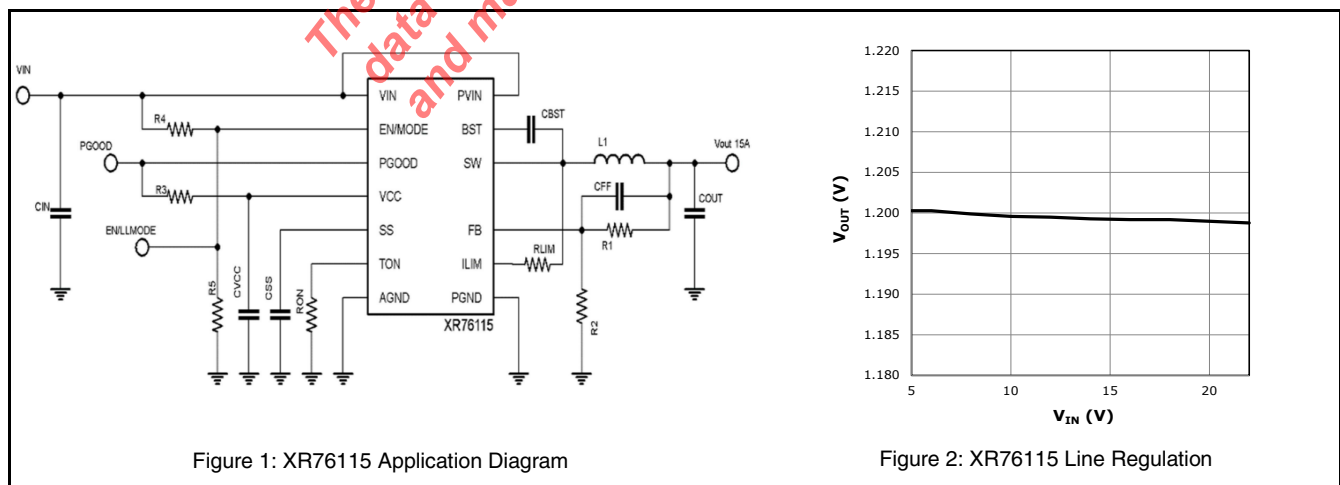 The
data
and m
VIN
R4
PGOOD
R3
CIN
EN/LLMODE
R5
CVCC
CSS
RON
VIN
EN/MODE
PGOOD
VCC
SS
TON
AGND
PVIN
BST
SW
FB
ILIM
PGND
XR76115
CBST
L1
Vout 15A
CFF
COUT
R1
RLIM
R2
Figure 1: XR76115 Application Diagram
1.220
1.215
1.210
1.205
1.200
1.195
1.190
1.185
1.180
VOUT (V)
5 10 15 20
VIN (V)
Figure 2: XR76115 Line Regulation